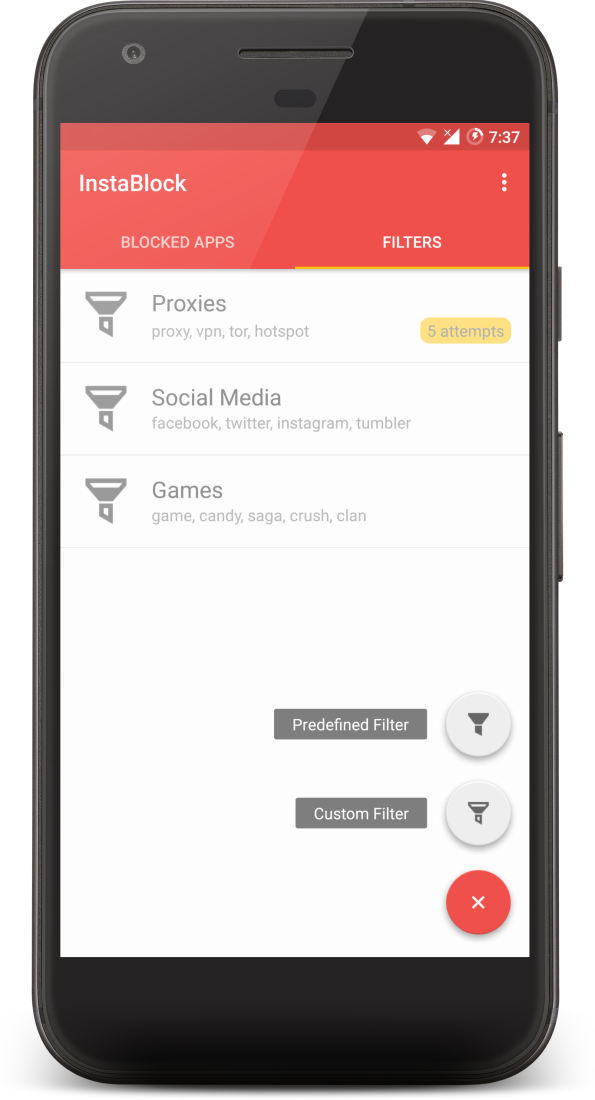 7:37
InstaBlock
BLOCKED APPS FILTERS
Proxies
proxy, vpn, tor, hotspot 5 attempts
Social Media
facebook, twitter, instagram, tumbler
Games
game, candy, saga, crush, clan
Predefined Filter
Custom Filter